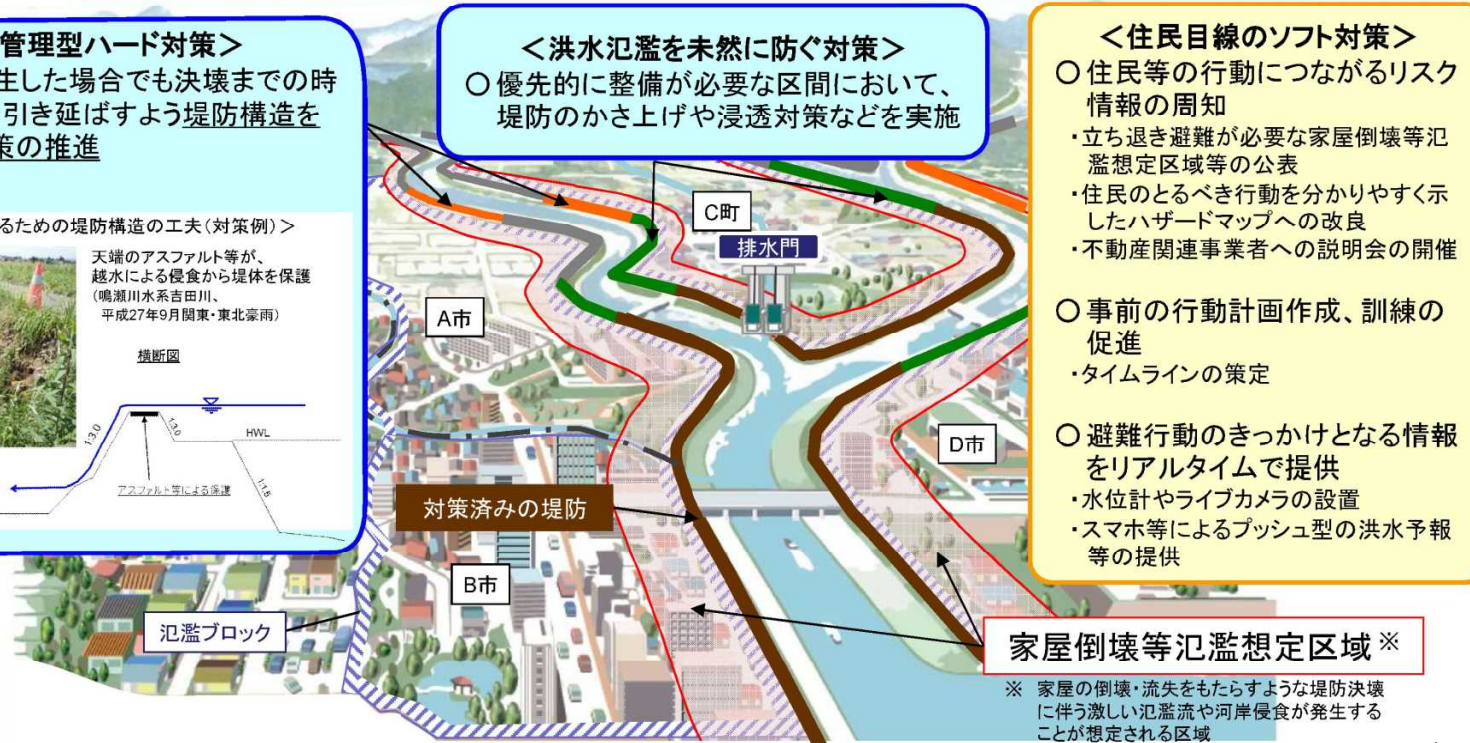 管理型ハード対策＞
生した場合でも決壊までの時
引き延ばすよう堤防構造を
策の推進
るための堤防構造の工夫(対策例)＞
天端のアスファルト等が、
越水による侵食から堤体を保護
(鳴瀬川水系吉田川、
平成27年9月関東・東北豪雨)
横断図
1:3.0
1:3.0
HWL
1:1.8
アスファルト等による保護
＜洪水氾濫を未然に防ぐ対策＞
○優先的に整備が必要な区間において、
堤防のかさ上げや浸透対策などを実施
C町
排水門
A市
D市
対策済みの堤防
B市
氾濫ブロック
＜住民目線のソフト対策＞
○住民等の行動につながるリスク
情報の周知
・立ち退き避難が必要な家屋倒壊等氾
濫想定区域等の公表
・住民のとるべき行動を分かりやすく示
したハザードマップへの改良
・不動産関連事業者への説明会の開催
○事前の行動計画作成、訓練の
促進
・タイムラインの策定
○避難行動のきっかけとなる情報
をリアルタイムで提供
・水位計やライブカメラの設置
・スマホ等によるプッシュ型の洪水予報
等の提供
家屋倒壊等氾濫想定区域※
※ 家屋の倒壊・流失をもたらすような堤防決壊
に伴う激しい氾濫流や河岸侵食が発生する
ことが想定される区域